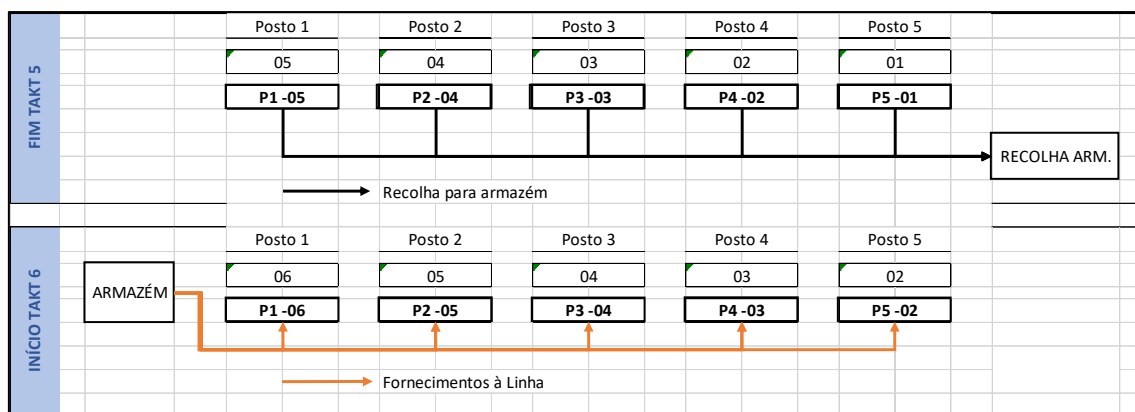 FIM TAKT 5
Posto 1 Posto 2 Posto 3 Posto 4 Posto 5
05 04 03 02 01
P1 -05 P2 -04 P3 -03 P4 -02 P5 -01
RECOLHA ARM.
Recolha para armazém
INÍCIO TAKT 6
Posto 1 Posto 2 Posto 3 Posto 4 Posto 5
06 05 04 03 02
ARMAZÉM
P1 -06 P2 -05 P3 -04 P4 -03 P5 -02
Fornecimentos à Linha